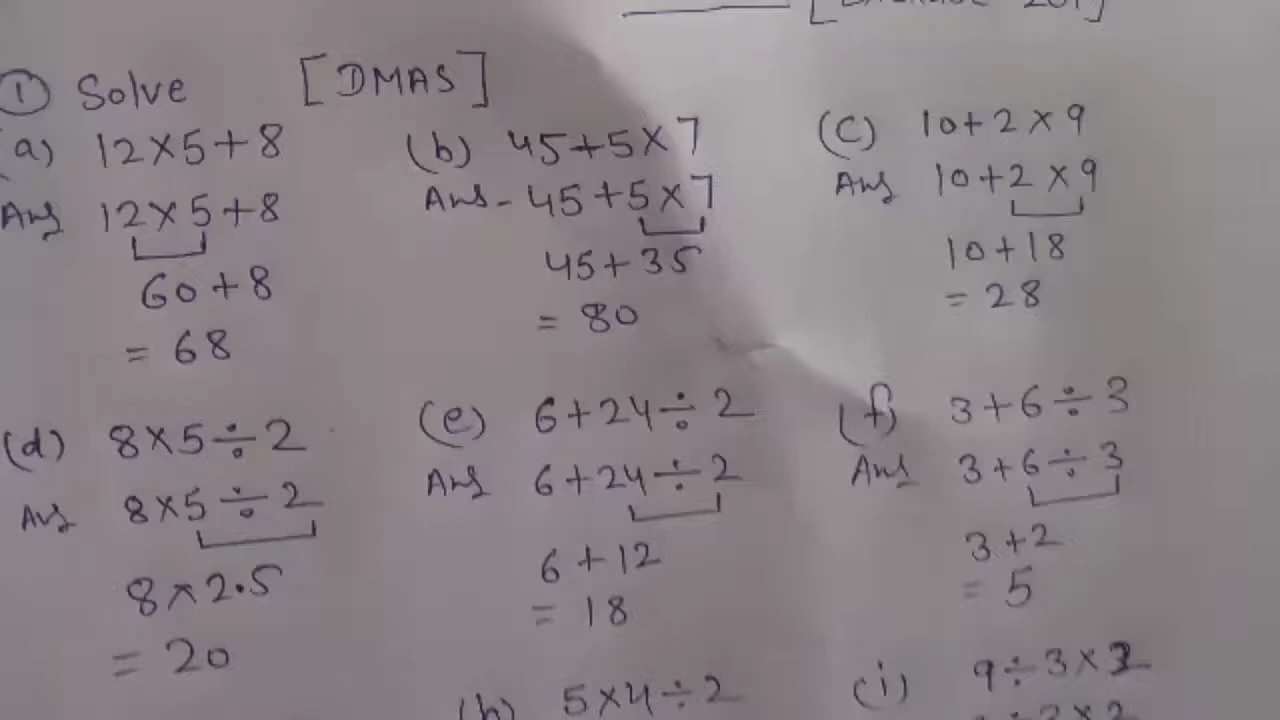 ① Solve [DMAS]
(a) 12×5+8
Ans 12×5+8
60+8
= 68
(b) 45+5×7
Ans - 45+5×7
45+35
= 80
(c) 10+2×9
Ans 10+2×9
10+18
= 28
(d) 8×5÷2
Ans 8×5÷2
8×2.5
= 20
(e) 6+24÷2
Ans 6+24÷2
6+12
= 18
(f) 3+6÷3
Ans 3+6÷3
3+2
= 5
(h) 5×4÷2
(i) 9÷3×2